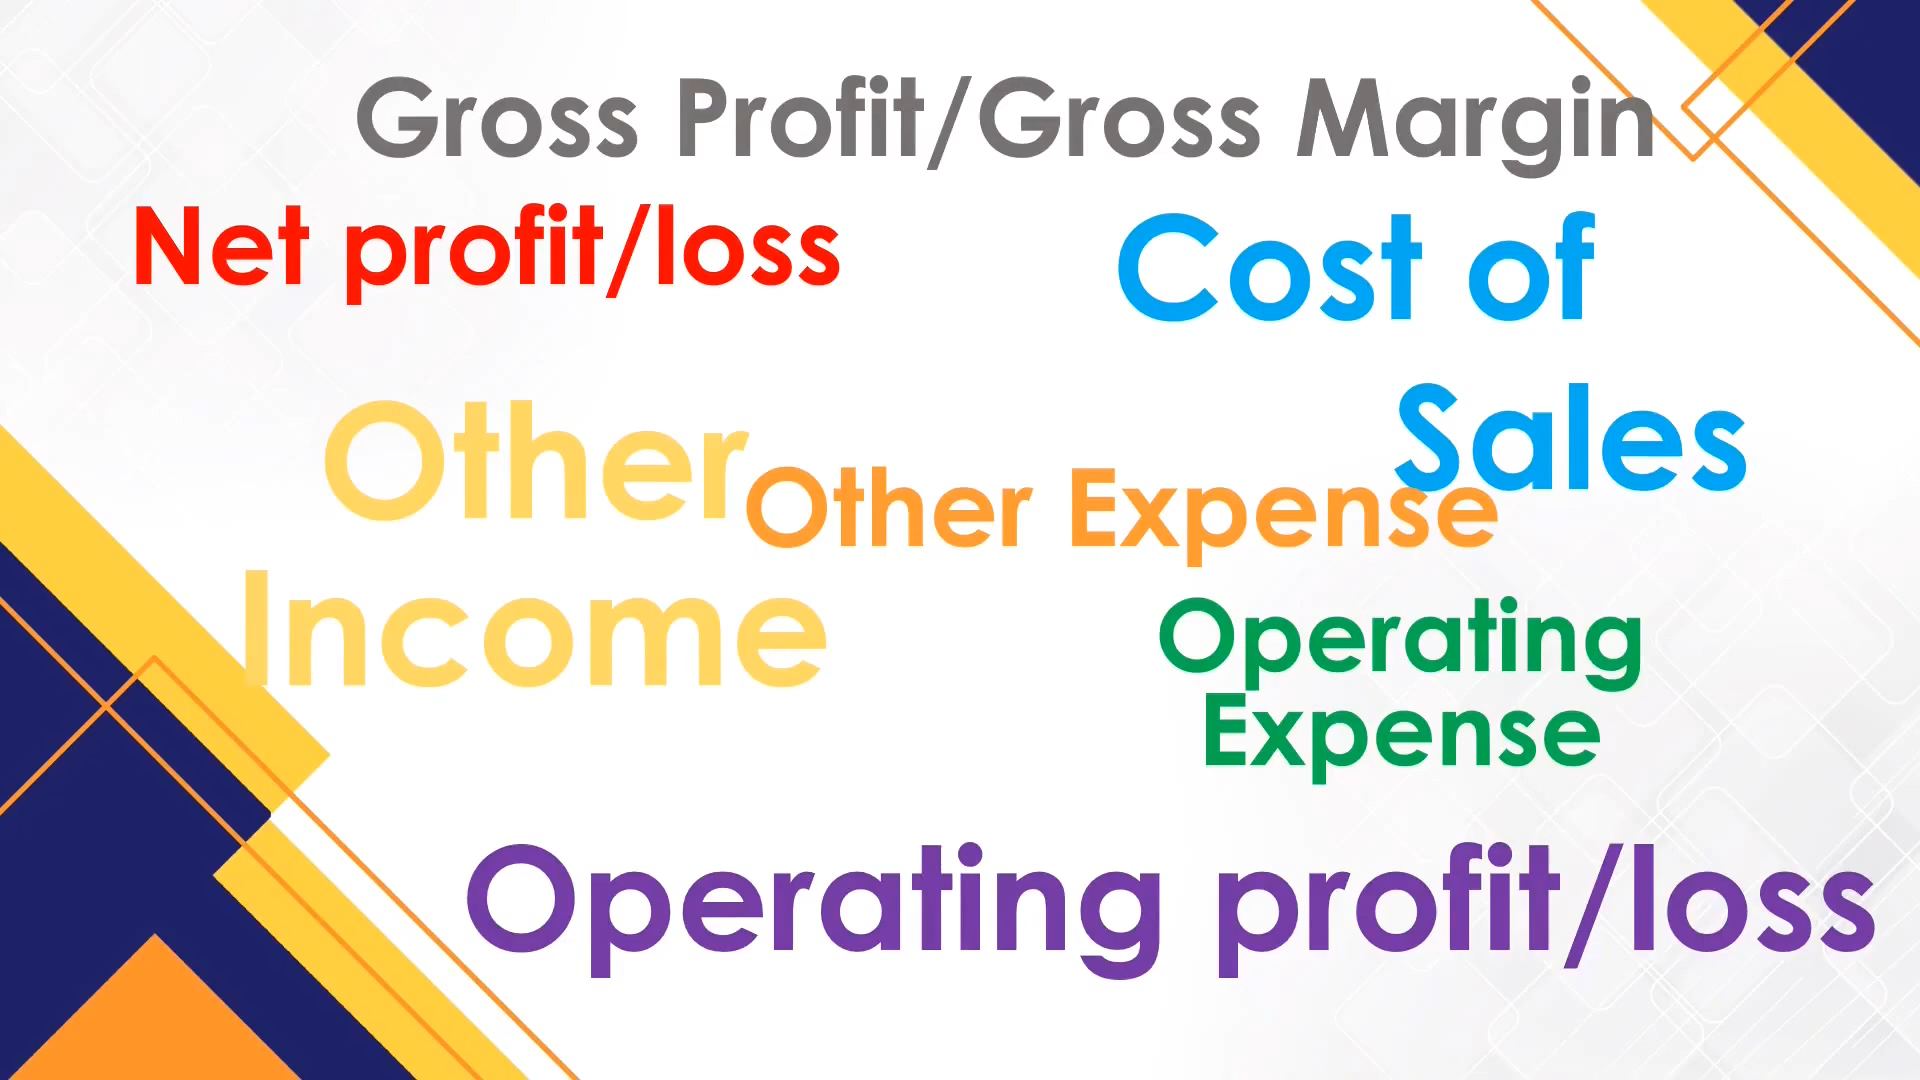 Gross Profit/Gross Margin
Net profit/loss
Cost of
Sales
Other
Income
Other Expense
Operating
Expense
Operating profit/loss